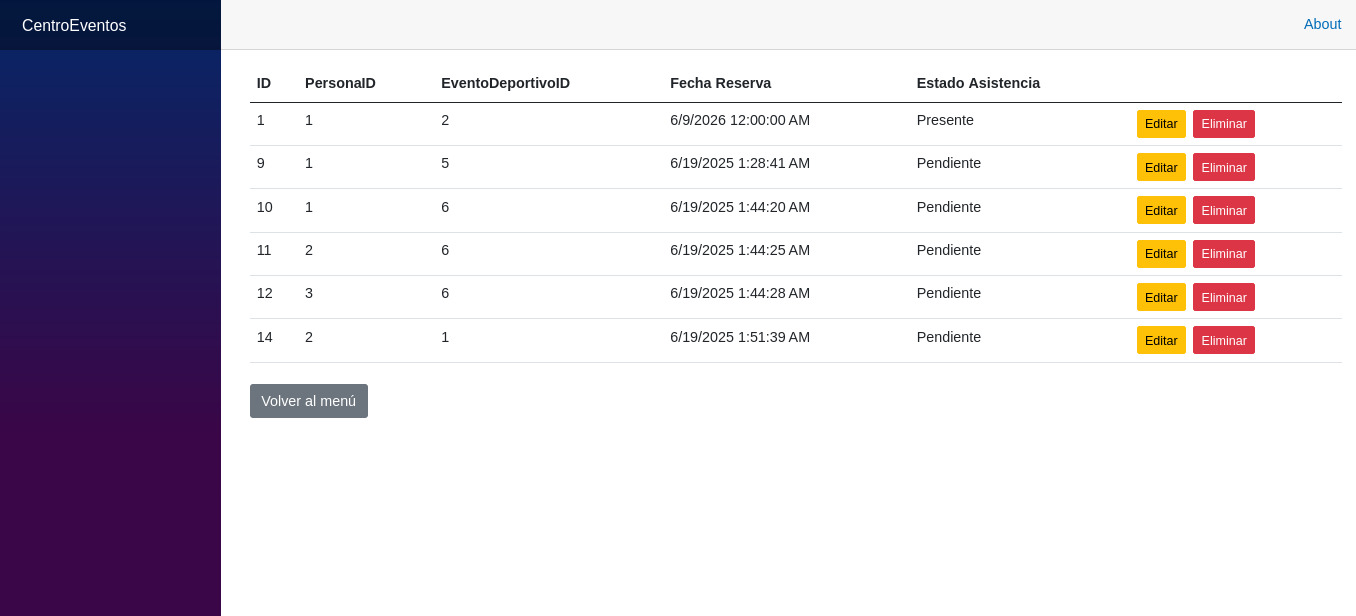 CentroEventos
About
ID PersonaID EventoDeportivoID Fecha Reserva Estado Asistencia
1 1 2 6/9/2026 12:00:00 AM Presente Editar Eliminar
9 1 5 6/19/2025 1:28:41 AM Pendiente Editar Eliminar
10 1 6 6/19/2025 1:44:20 AM Pendiente Editar Eliminar
11 2 6 6/19/2025 1:44:25 AM Pendiente Editar Eliminar
12 3 6 6/19/2025 1:44:28 AM Pendiente Editar Eliminar
14 2 1 6/19/2025 1:51:39 AM Pendiente Editar Eliminar
Volver al menú